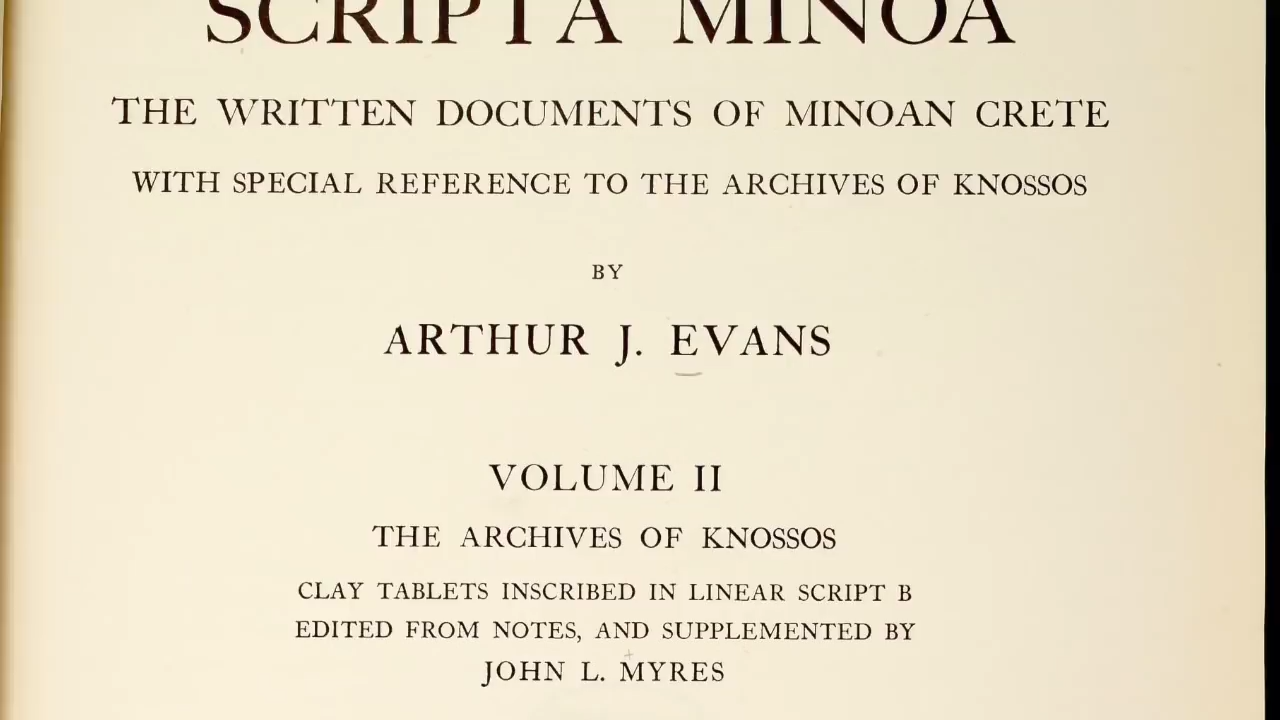 SCRIPTA MINOA
THE WRITTEN DOCUMENTS OF MINOAN CRETE
WITH SPECIAL REFERENCE TO THE ARCHIVES OF KNOSSOS
BY
ARTHUR J. EVANS
VOLUME II
THE ARCHIVES OF KNOSSOS
CLAY TABLETS INSCRIBED IN LINEAR SCRIPT B
EDITED FROM NOTES, AND SUPPLEMENTED BY
JOHN L. MYRES